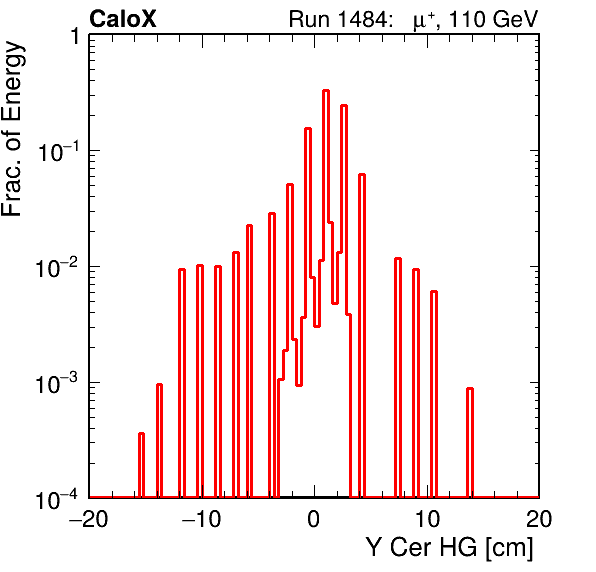 CaloX Run 1484: μ⁺, 110 GeV
Frac. of Energy
1
10⁻¹
10⁻²
10⁻³
10⁻⁴
−20 −10 0 10 20
Y Cer HG [cm]